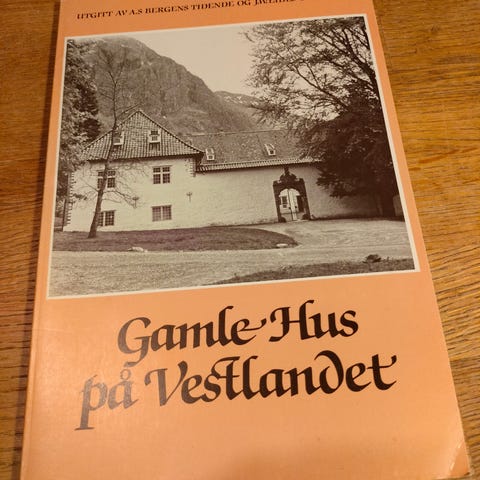 UTGITT AV A.S BERGENS TIDENDE OG
Gamle Hus
på Vestlandet